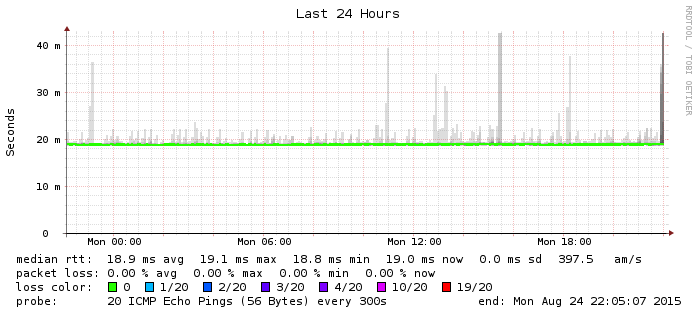 Last 24 Hours
RRDTOOL / TOBI OETIKER
Seconds
40 m
30 m
20 m
10 m
0
Mon 00:00 Mon 06:00 Mon 12:00 Mon 18:00
median rtt: 18.9 ms avg 19.1 ms max 18.8 ms min 19.0 ms now 0.0 ms sd 397.5 am/s
packet loss: 0.00 % avg 0.00 % max 0.00 % min 0.00 % now
loss color: 0 1/20 2/20 3/20 4/20 10/20 19/20
probe: 20 ICMP Echo Pings (56 Bytes) every 300s end: Mon Aug 24 22:05:07 2015